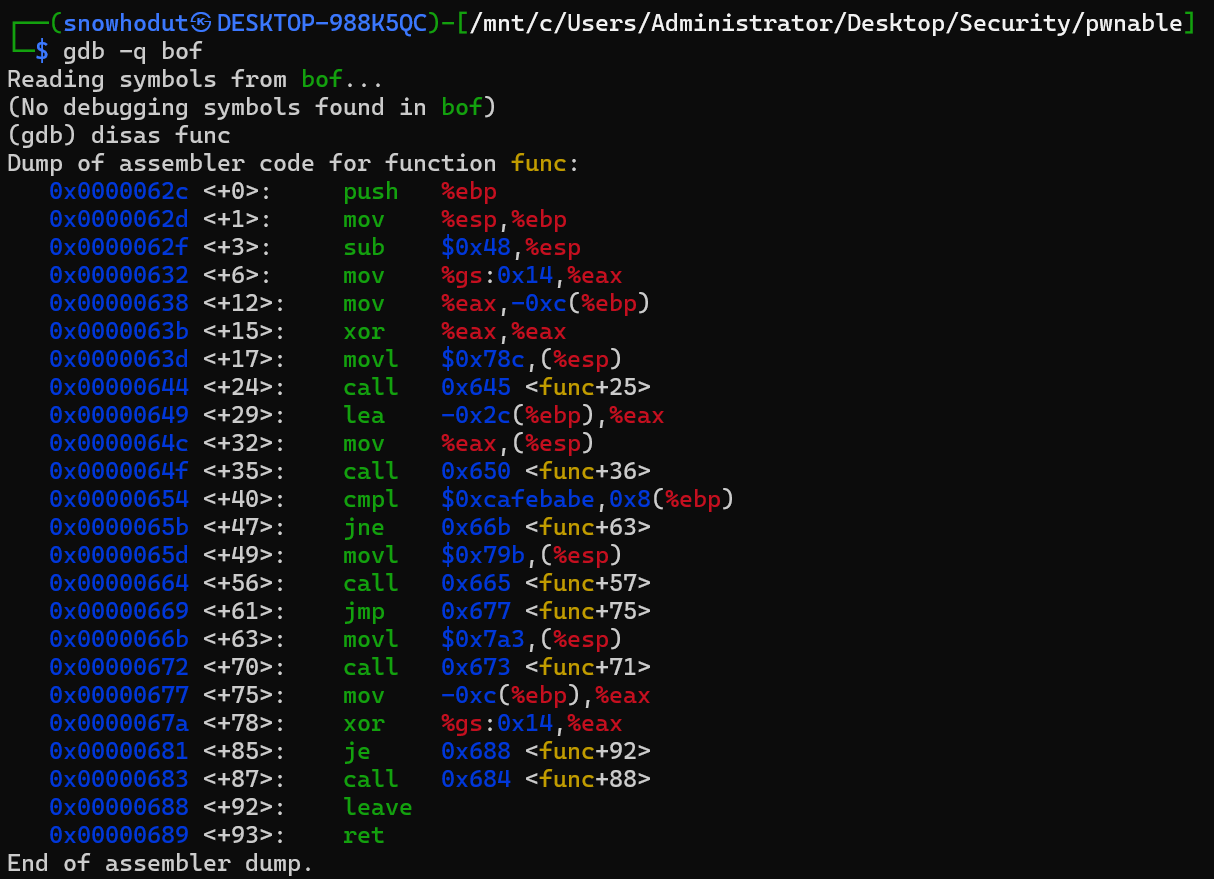 ┌──(snowhodut㉿DESKTOP-988K5QC)-[/mnt/c/Users/Administrator/Desktop/Security/pwnable]
└─$ gdb -q bof
Reading symbols from bof...
(No debugging symbols found in bof)
(gdb) disas func
Dump of assembler code for function func:
   0x0000062c <+0>:     push   %ebp
   0x0000062d <+1>:     mov    %esp,%ebp
   0x0000062f <+3>:     sub    $0x48,%esp
   0x00000632 <+6>:     mov    %gs:0x14,%eax
   0x00000638 <+12>:    mov    %eax,-0xc(%ebp)
   0x0000063b <+15>:    xor    %eax,%eax
   0x0000063d <+17>:    movl   $0x78c,(%esp)
   0x00000644 <+24>:    call   0x645 <func+25>
   0x00000649 <+29>:    lea    -0x2c(%ebp),%eax
   0x0000064c <+32>:    mov    %eax,(%esp)
   0x0000064f <+35>:    call   0x650 <func+36>
   0x00000654 <+40>:    cmpl   $0xcafebabe,0x8(%ebp)
   0x0000065b <+47>:    jne    0x66b <func+63>
   0x0000065d <+49>:    movl   $0x79b,(%esp)
   0x00000664 <+56>:    call   0x665 <func+57>
   0x00000669 <+61>:    jmp    0x677 <func+75>
   0x0000066b <+63>:    movl   $0x7a3,(%esp)
   0x00000672 <+70>:    call   0x673 <func+71>
   0x00000677 <+75>:    mov    -0xc(%ebp),%eax
   0x0000067a <+78>:    xor    %gs:0x14,%eax
   0x00000681 <+85>:    je     0x688 <func+92>
   0x00000683 <+87>:    call   0x684 <func+88>
   0x00000688 <+92>:    leave
   0x00000689 <+93>:    ret
End of assembler dump.